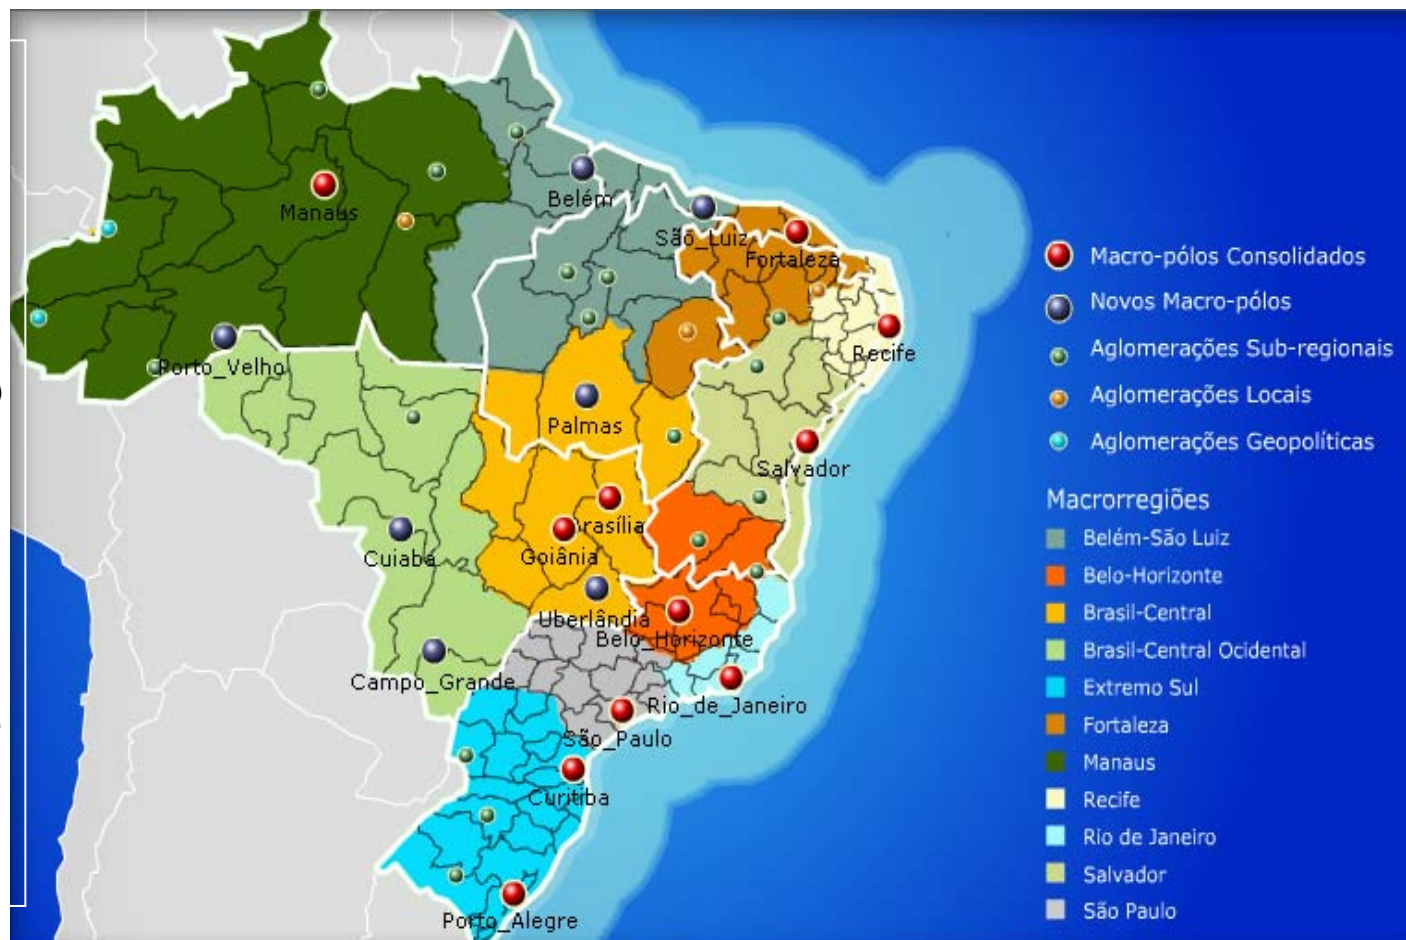 Manaus
Belém
São_Luiz
Fortaleza
Recife
Porto_Velho
Palmas
Salvador
Brasília
Goiânia
Cuiaba
Uberlândia
Belo_Horizonte
Campo_Grande
Rio_de_Janeiro
São_Paulo
Curitiba
Porto_Alegre
Macro-pólos Consolidados
Novos Macro-pólos
Aglomerações Sub-regionais
Aglomerações Locais
Aglomerações Geopolíticas
Macrorregiões
Belém-São Luiz
Belo-Horizonte
Brasil-Central
Brasil-Central Ocidental
Extremo Sul
Fortaleza
Manaus
Recife
Rio de Janeiro
Salvador
São Paulo